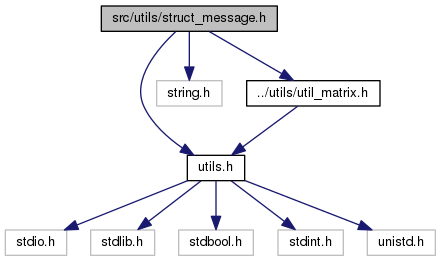 src/utils/struct_message.h
string.h
../utils/util_matrix.h
utils.h
stdio.h
stdlib.h
stdbool.h
stdint.h
unistd.h